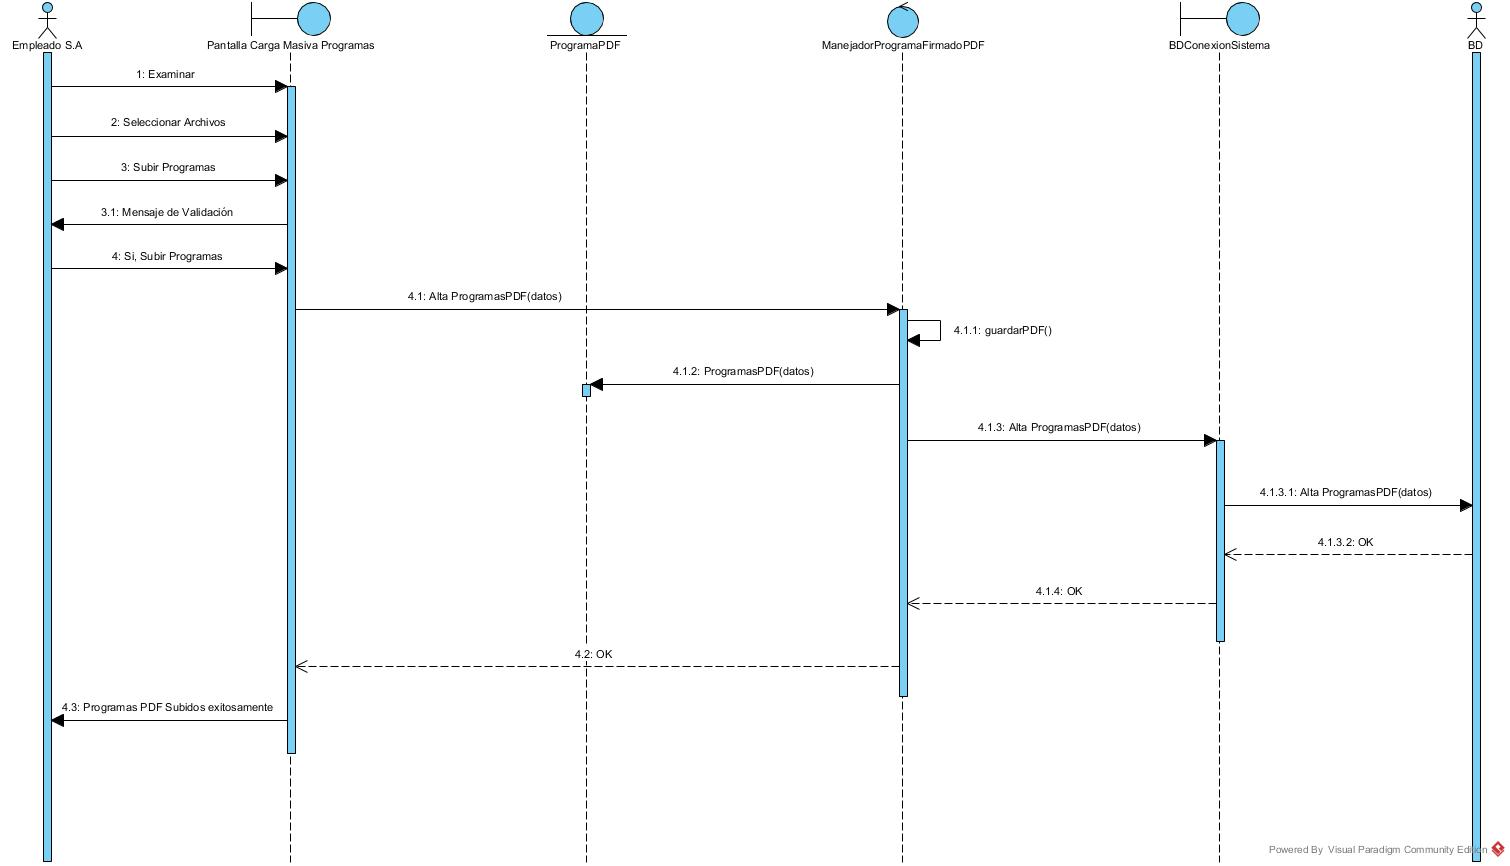 Empleado S.A
Pantalla Carga Masiva Programas
ProgramaPDF
ManejadorProgramaFirmadoPDF
BDConexionSistema
BD
1: Examinar
2: Seleccionar Archivos
3: Subir Programas
3.1: Mensaje de Validación
4: Si, Subir Programas
4.1: Alta ProgramasPDF(datos)
4.1.1: guardarPDF()
4.1.2: ProgramasPDF(datos)
4.1.3: Alta ProgramasPDF(datos)
4.1.3.1: Alta ProgramasPDF(datos)
4.1.3.2: OK
4.1.4: OK
4.2: OK
4.3: Programas PDF Subidos exitosamente
Powered By Visual Paradigm Community Edition